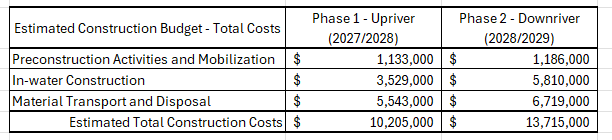 Estimated Construction Budget - Total Costs Phase 1 - Upriver (2027/2028) Phase 2 - Downriver (2028/2029)
Preconstruction Activities and Mobilization $ 1,133,000 $ 1,186,000
In-water Construction $ 3,529,000 $ 5,810,000
Material Transport and Disposal $ 5,543,000 $ 6,719,000
Estimated Total Construction Costs $ 10,205,000 $ 13,715,000